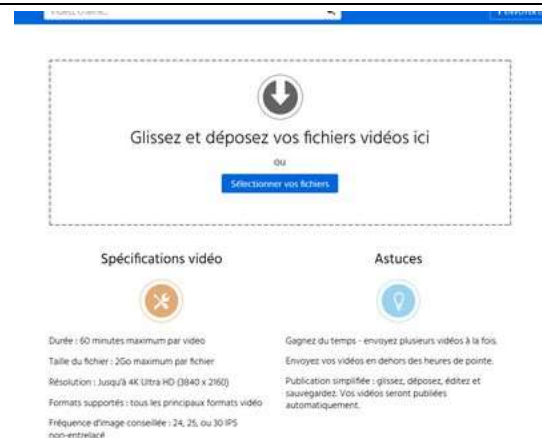 Glissez et déposez vos fichiers vidéos ici
ou
Sélectionner vos fichiers
Spécifications vidéo
Durée : 60 minutes maximum par video
Taille du fichier : 2Go maximum par fichier
Résolution : Jusqu'à 4K Ultra HD (3840 x 2160)
Formats supportés : tous les principaux formats vidéo
Fréquence d'image conseillée : 24, 25, ou 30 IPS
non-entrelacé
Astuces
Gagnez du temps - envoyez plusieurs vidéos à la fois.
Envoyez vos vidéos en dehors des heures de pointe.
Publication simplifiée : glissez, déposez, éditez et
sauvegardez. Vos vidéos seront publiées
automatiquement.